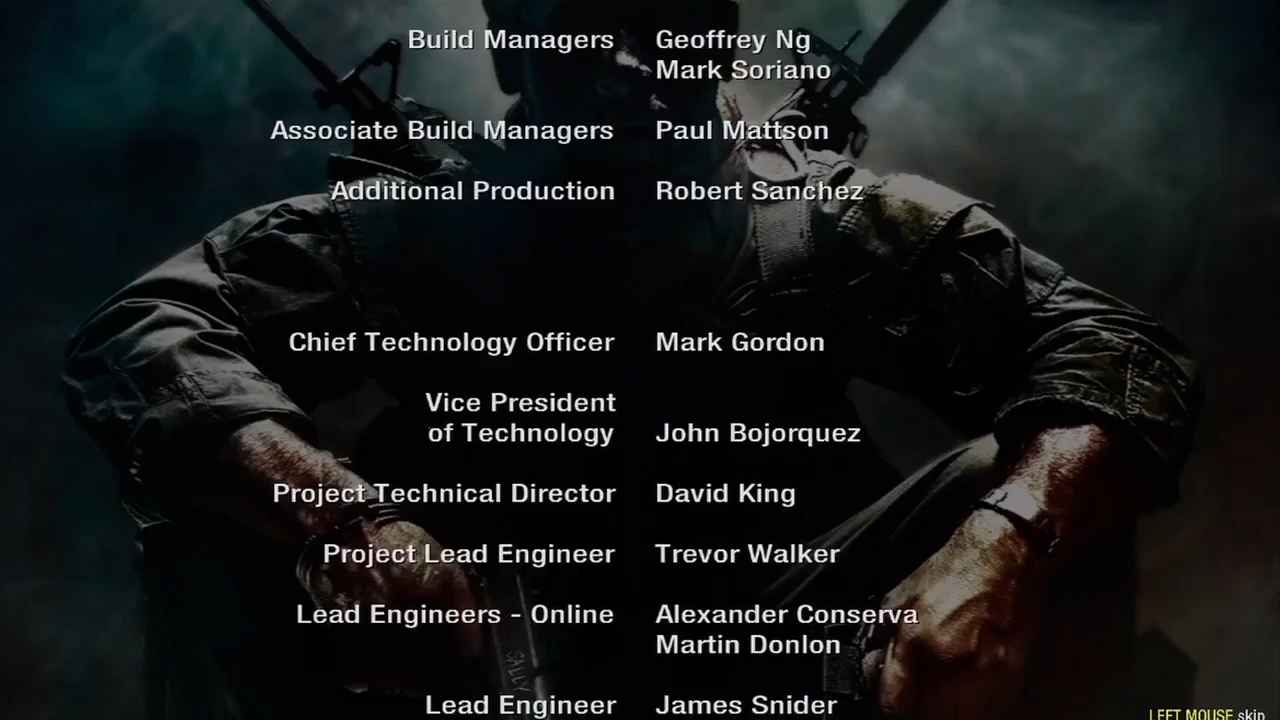 Build Managers Geoffrey Ng
Mark Soriano
Associate Build Managers Paul Mattson
Additional Production Robert Sanchez
Chief Technology Officer Mark Gordon
Vice President
of Technology John Bojorquez
Project Technical Director David King
Project Lead Engineer Trevor Walker
Lead Engineers - Online Alexander Conserva
Martin Donlon
SALLY
Lead Engineer James Snider
LEFT MOUSE skip